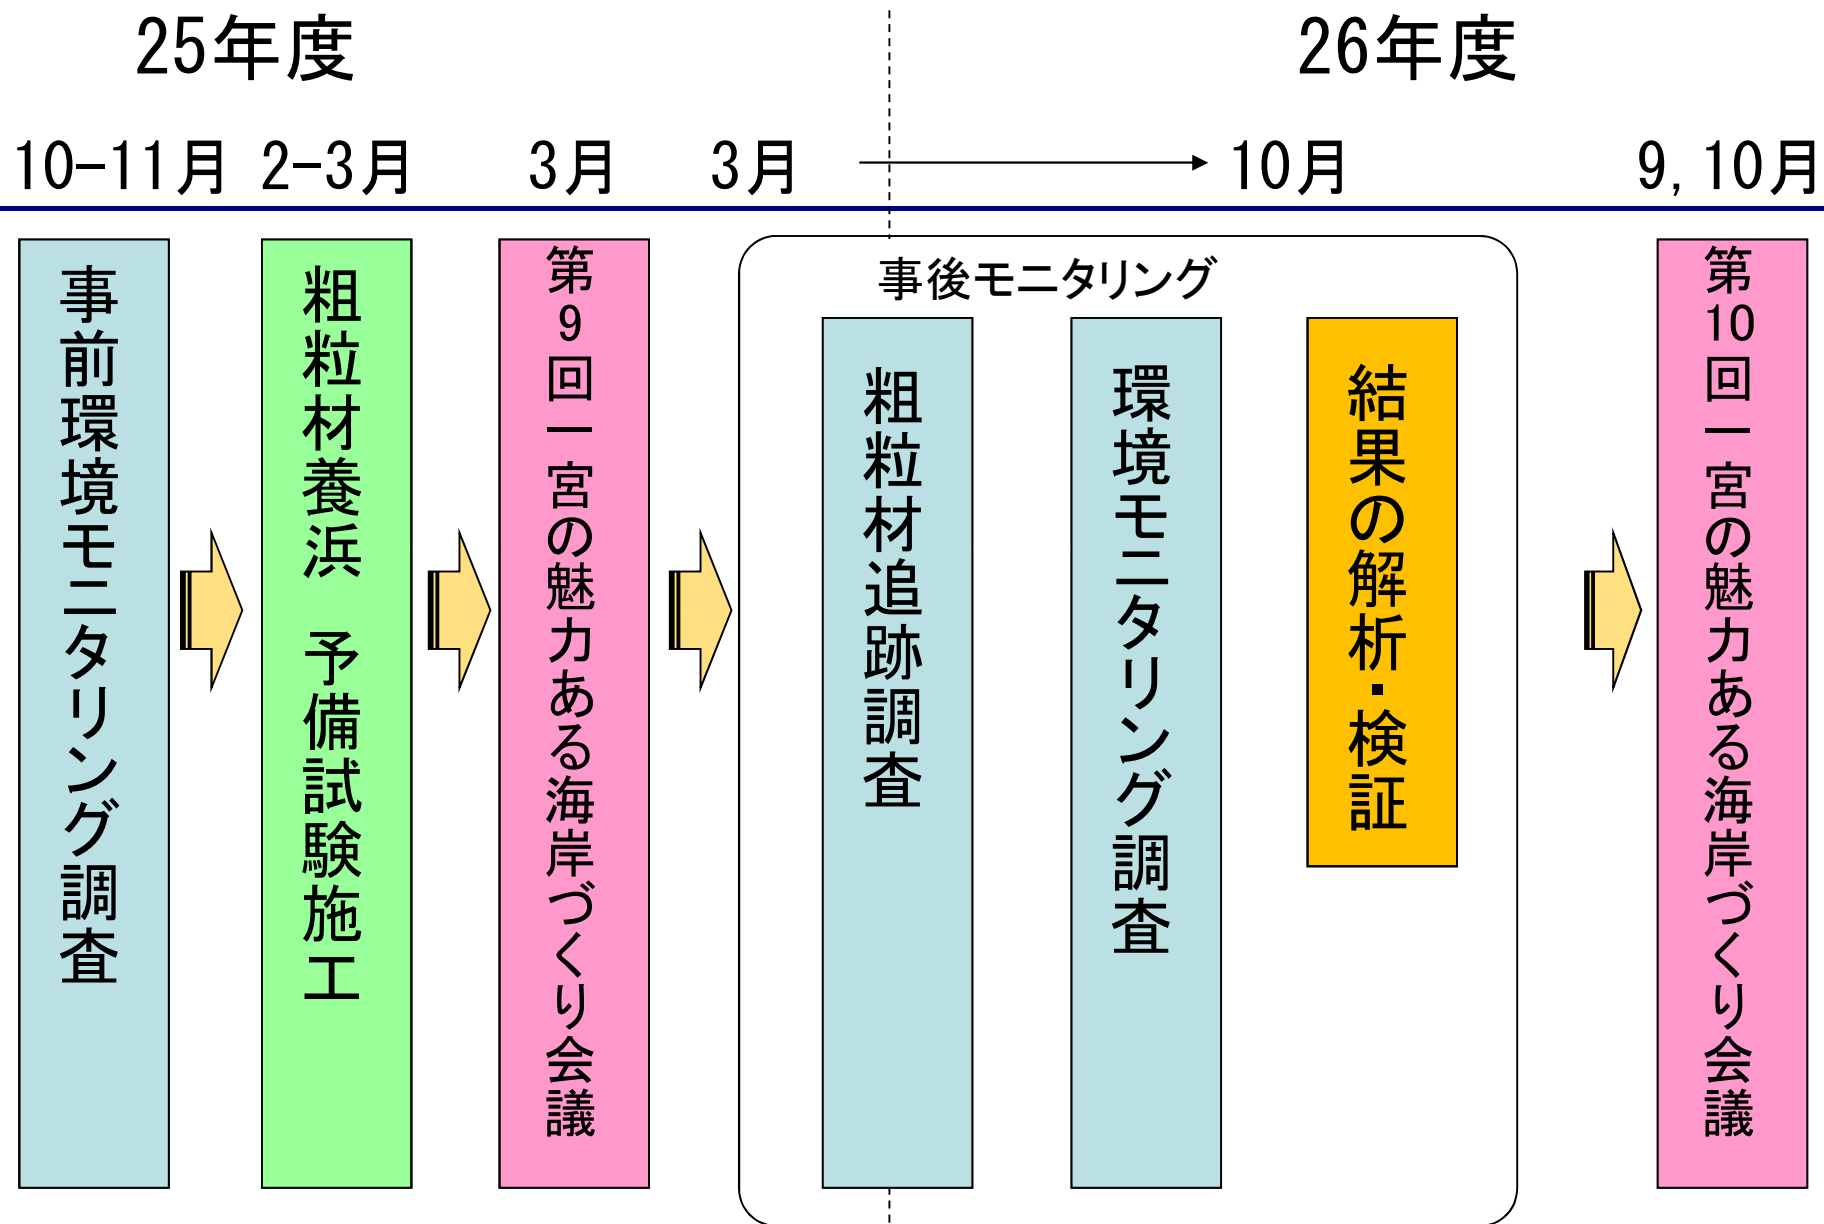 25年度
26年度
10-11月
2-3月
3月
3月
10月
9,10月
事前環境モニタリング調査
粗粒材養浜 予備試験施工
第9回一宮の魅力ある海岸づくり会議
事後モニタリング
粗粒材追跡調査
環境モニタリング調査
結果の解析・検証
第10回一宮の魅力ある海岸づくり会議